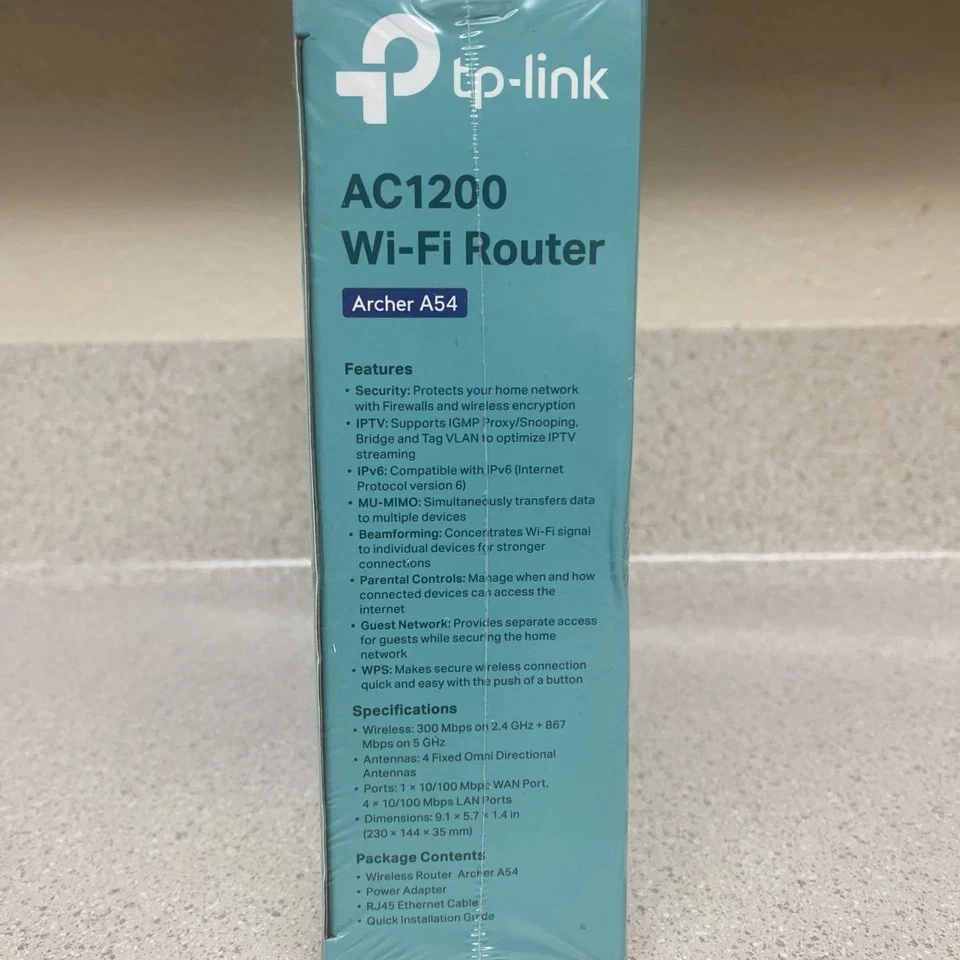 tp-link
AC1200
Wi-Fi Router
Archer A54
Features
• Security: Protects your home network
with Firewalls and wireless encryption
• IPTV: Supports IGMP Proxy/Snooping,
Bridge and Tag VLAN to optimize IPTV
streaming
• IPv6: Compatible with IPv6 (Internet
Protocol version 6)
• MU-MIMO: Simultaneously transfers data
to multiple devices
• Beamforming: Concentrates Wi-Fi signal
to individual devices for stronger
connections
• Parental Controls: Manage when and how
connected devices can access the
internet
• Guest Network: Provides separate access
for guests while securing the home
network
• WPS: Makes secure wireless connection
quick and easy with the push of a button
Specifications
• Wireless: 300 Mbps on 2.4 GHz + 867
Mbps on 5 GHz
• Antennas: 4 Fixed Omni Directional
Antennas
• Ports: 1 × 10/100 Mbps WAN Port,
4 × 10/100 Mbps LAN Ports
• Dimensions: 9.1 × 5.7 × 1.4 in
(230 × 144 × 35 mm)
Package Contents
• Wireless Router Archer A54
• Power Adapter
• RJ45 Ethernet Cable
• Quick Installation Guide